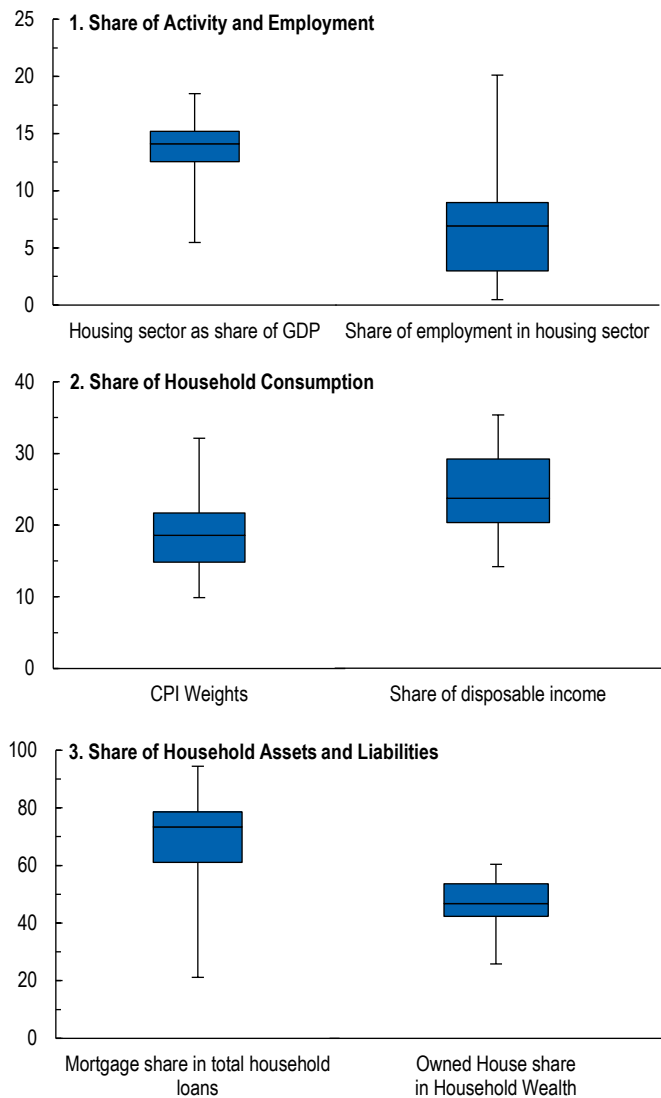 1. Share of Activity and Employment
25
20
15
10
5
0
Housing sector as share of GDP
Share of employment in housing sector
2. Share of Household Consumption
40
30
20
10
0
CPI Weights
Share of disposable income
3. Share of Household Assets and Liabilities
100
80
60
40
20
0
Mortgage share in total household
loans
Owned House share
in Household Wealth